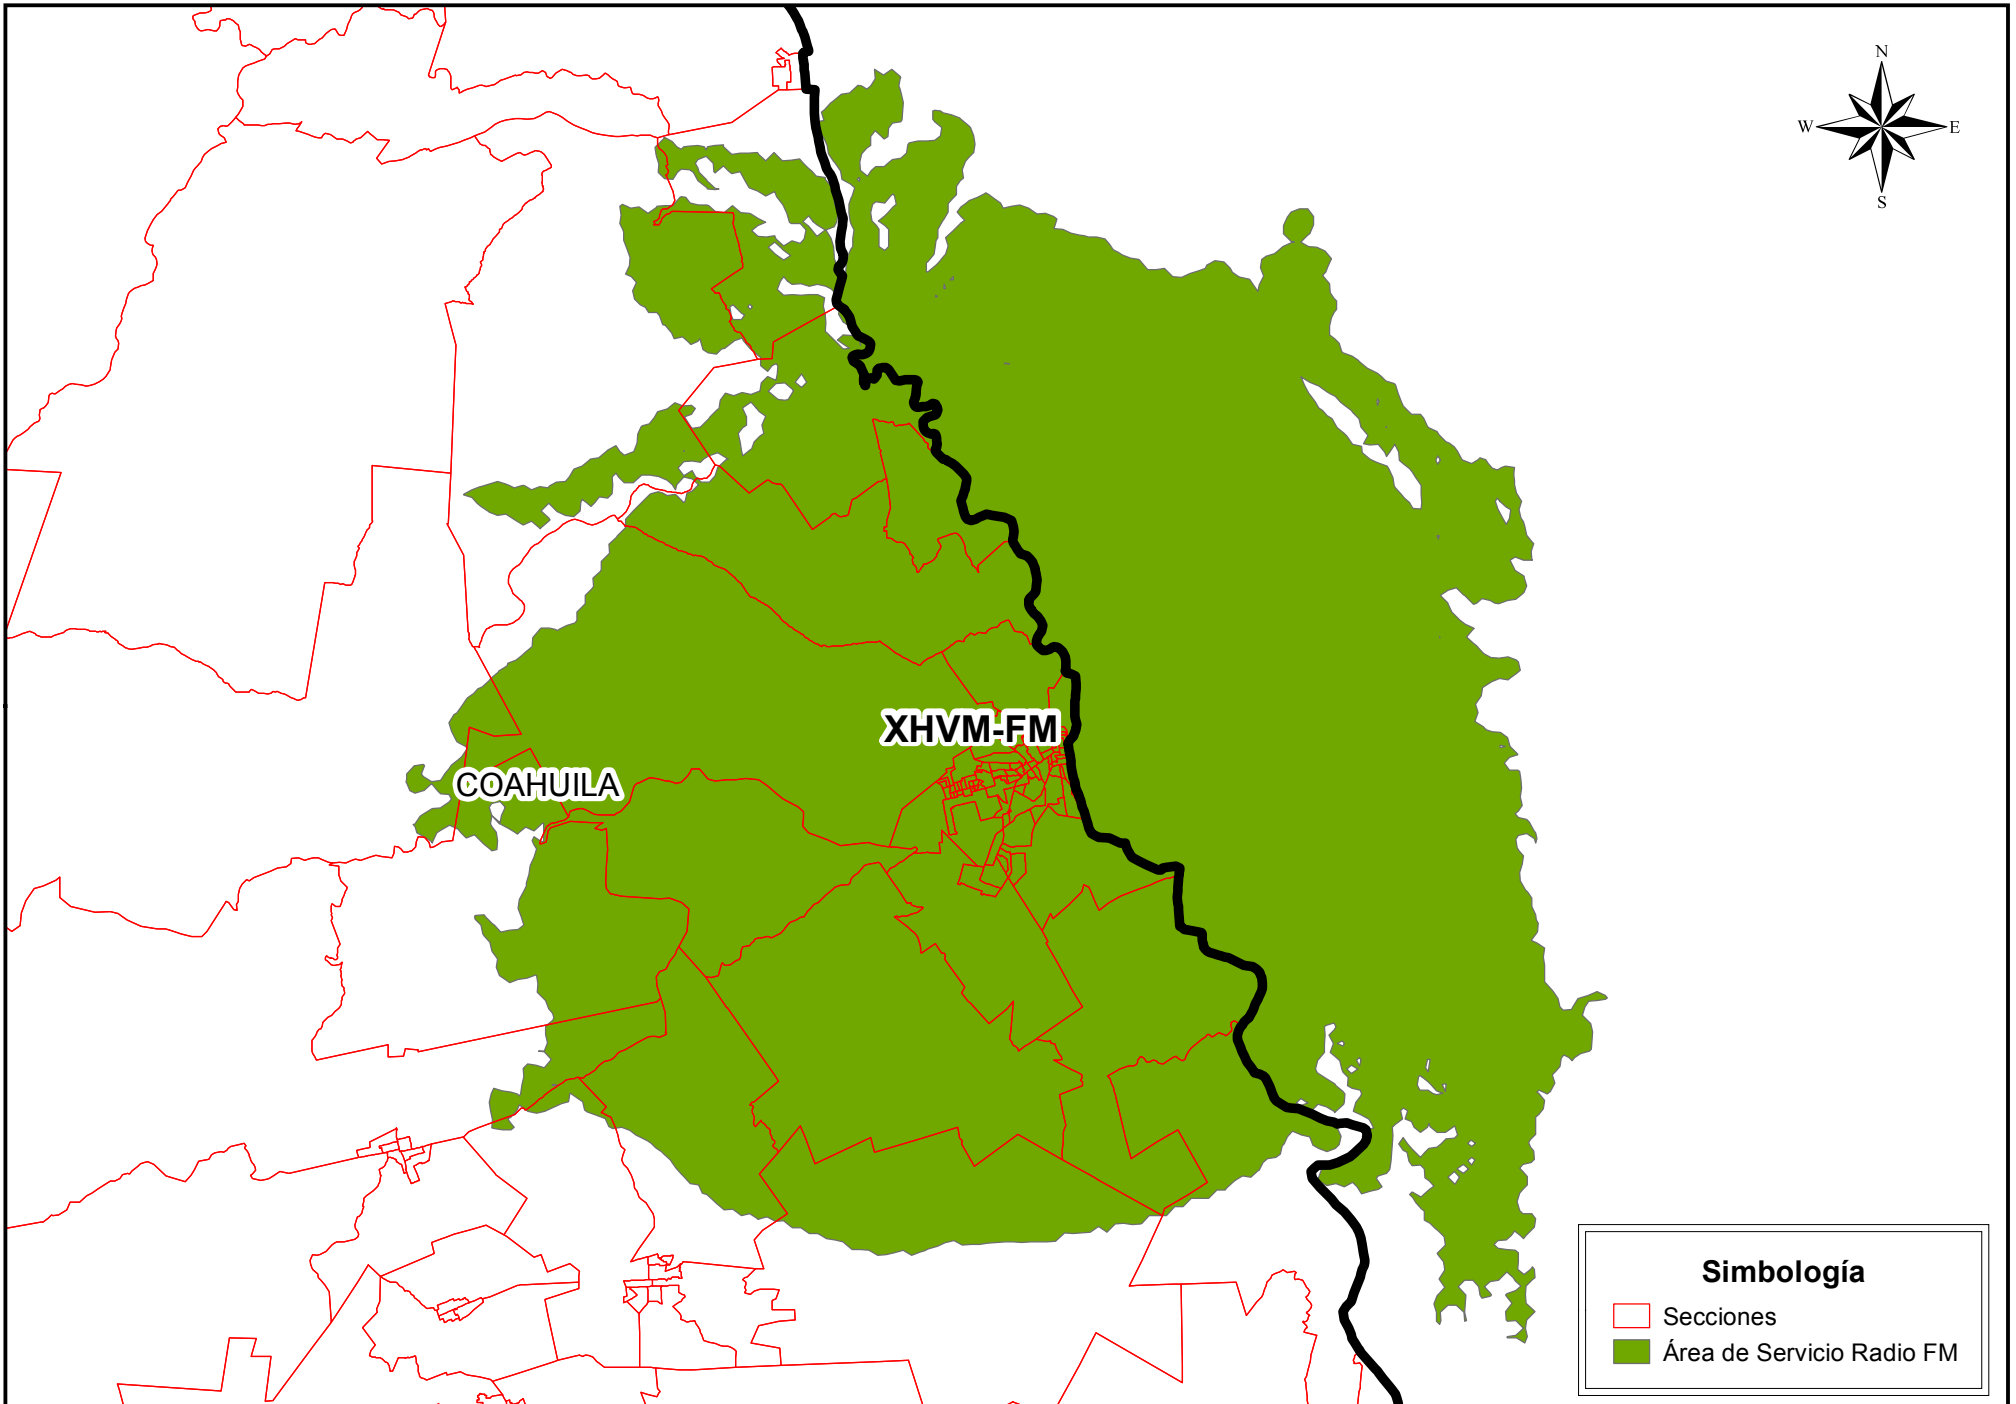 N
W E
S
XHVM-FM
COAHUILA
Simbología
Secciones
Área de Servicio Radio FM